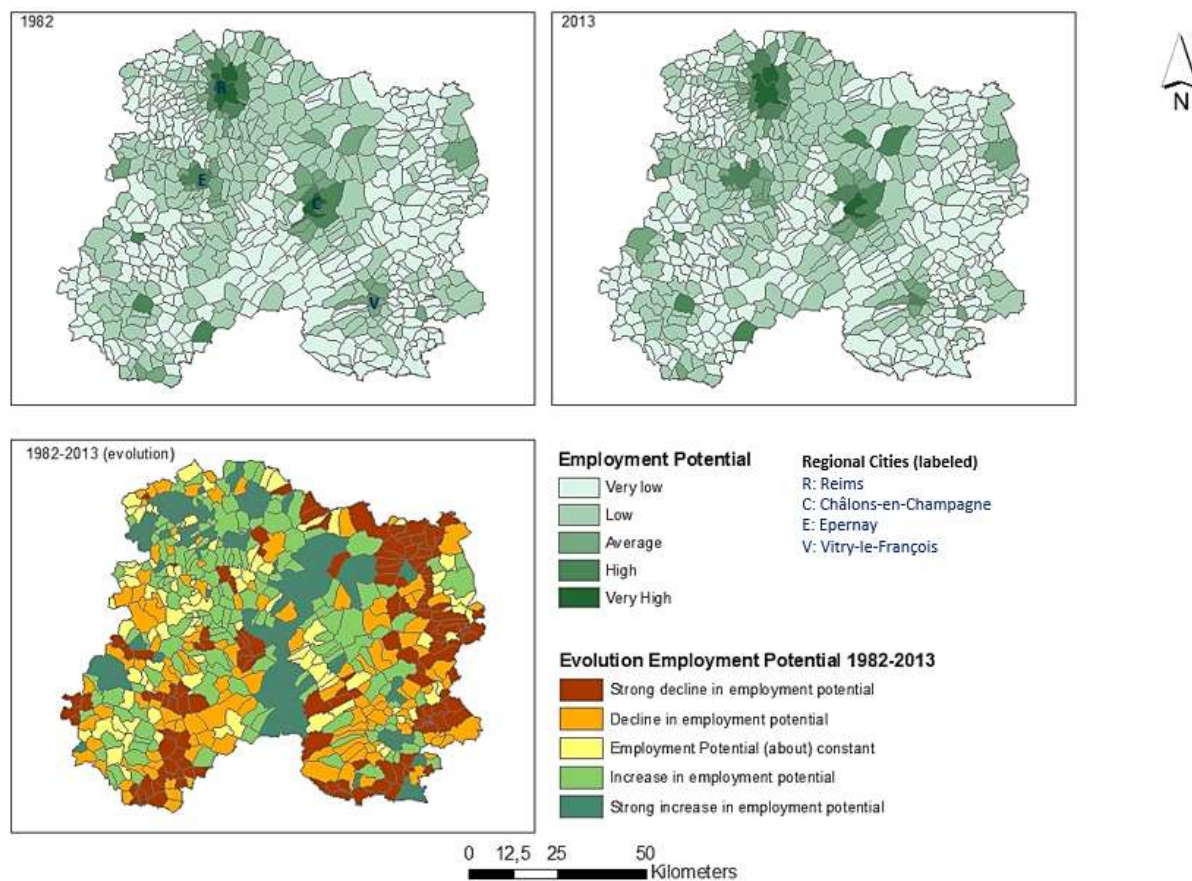 1982
R
E
C
V
2013
N
1982-2013 (evolution)
Employment Potential
Very low
Low
Average
High
Very High
Regional Cities (labeled)
R: Reims
C: Châlons-en-Champagne
E: Epernay
V: Vitry-le-François
Evolution Employment Potential 1982-2013
Strong decline in employment potential
Decline in employment potential
Employment Potential (about) constant
Increase in employment potential
Strong increase in employment potential
0 12,5 25 50
Kilometers